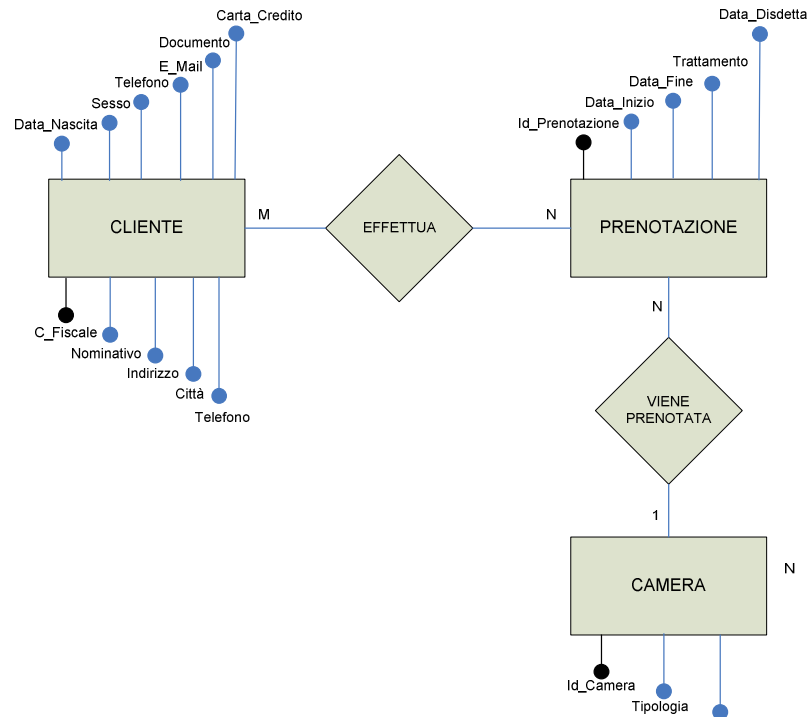 Carta_Credito
Documento
E_Mail
Telefono
Sesso
Data_Nascita
Data_Disdetta
Trattamento
Data_Fine
Data_Inizio
Id_Prenotazione
CLIENTE
M
EFFETTUA
N
PRENOTAZIONE
C_Fiscale
Nominativo
Indirizzo
Città
Telefono
N
VIENE
PRENOTATA
1
CAMERA
N
Id_Camera
Tipologia